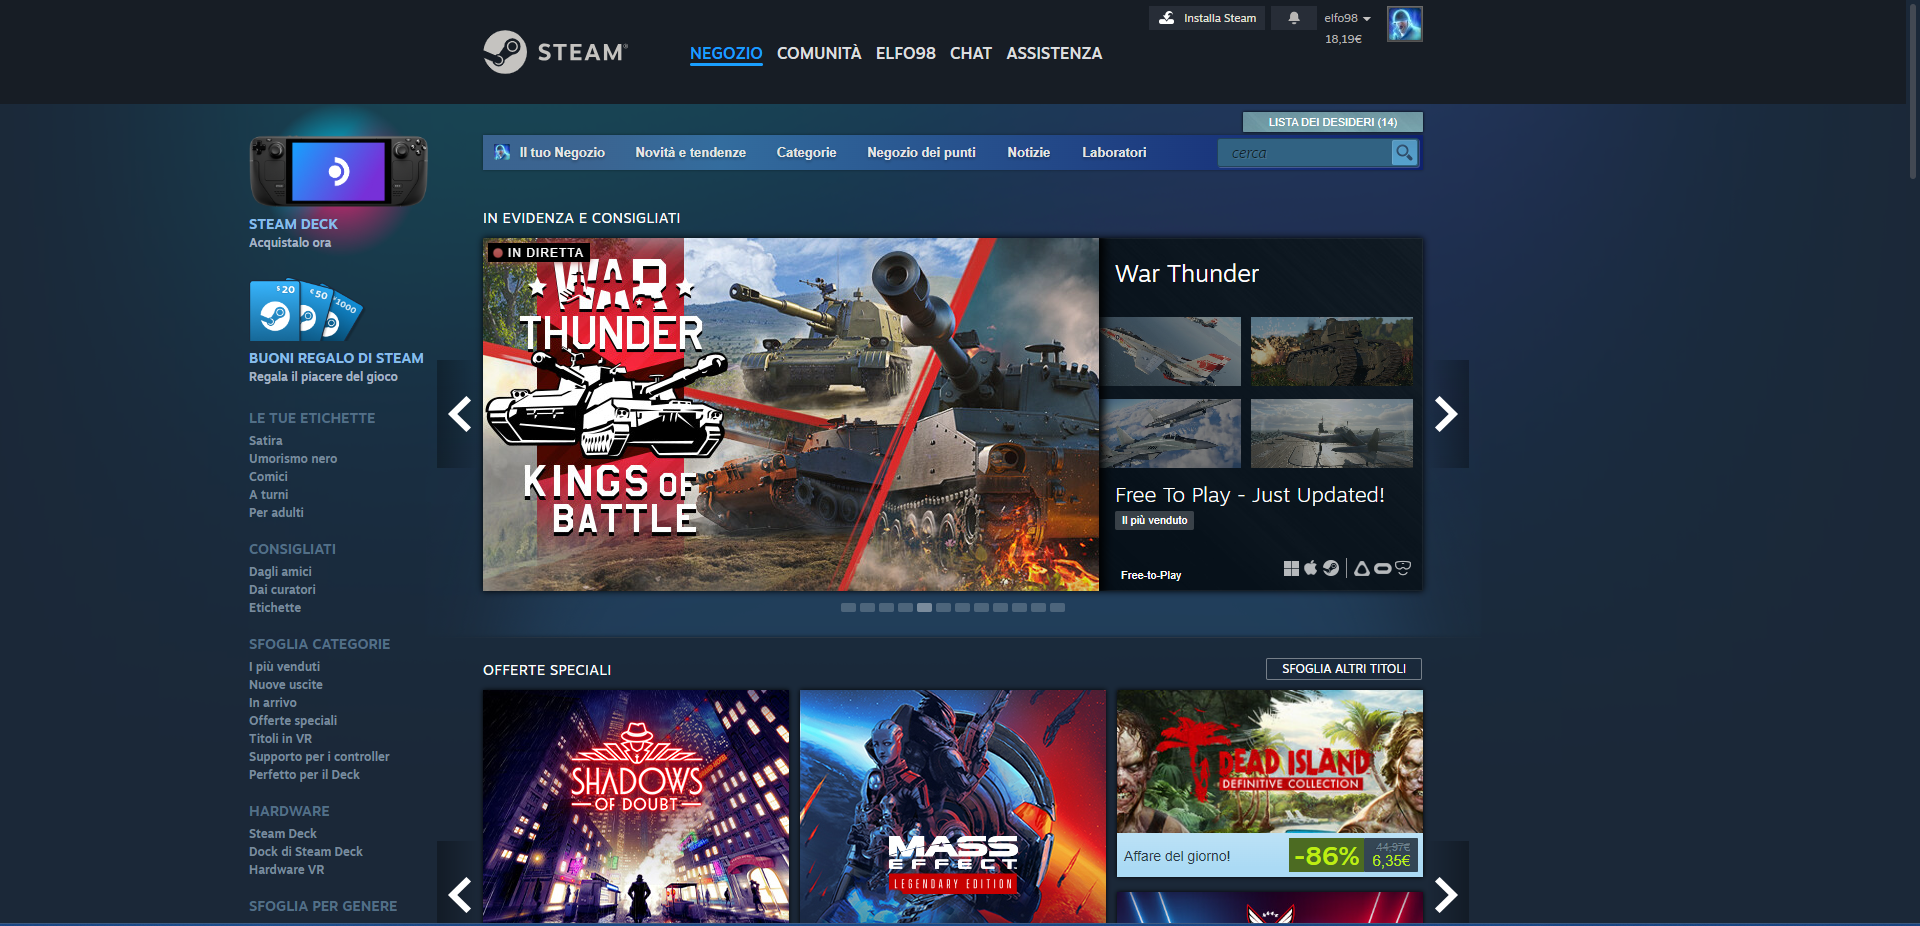 Installa Steam
elfo98
18,19€
STEAM®
NEGOZIO COMUNITÀ ELFO98 CHAT ASSISTENZA
LISTA DEI DESIDERI (14)
Il tuo Negozio Novità e tendenze Categorie Negozio dei punti Notizie Laboratori cerca
STEAM DECK
Acquistalo ora
$20 €50 $1000
BUONI REGALO DI STEAM
Regala il piacere del gioco
LE TUE ETICHETTE
Satira
Umorismo nero
Comici
A turni
Per adulti
CONSIGLIATI
Dagli amici
Dai curatori
Etichette
SFOGLIA CATEGORIE
I più venduti
Nuove uscite
In arrivo
Offerte speciali
Titoli in VR
Supporto per i controller
Perfetto per il Deck
HARDWARE
Steam Deck
Dock di Steam Deck
Hardware VR
SFOGLIA PER GENERE
IN EVIDENZA E CONSIGLIATI
IN DIRETTA
WAR
THUNDER
KINGS OF
BATTLE
War Thunder
Free To Play - Just Updated!
Il più venduto
Free-to-Play
OFFERTE SPECIALI
SFOGLIA ALTRI TITOLI
SHADOWS
OF DOUBT
MASS
EFFECT
LEGENDARY EDITION
DEAD ISLAND
DEFINITIVE COLLECTION
Affare del giorno!
-86%
44,97€
6,35€